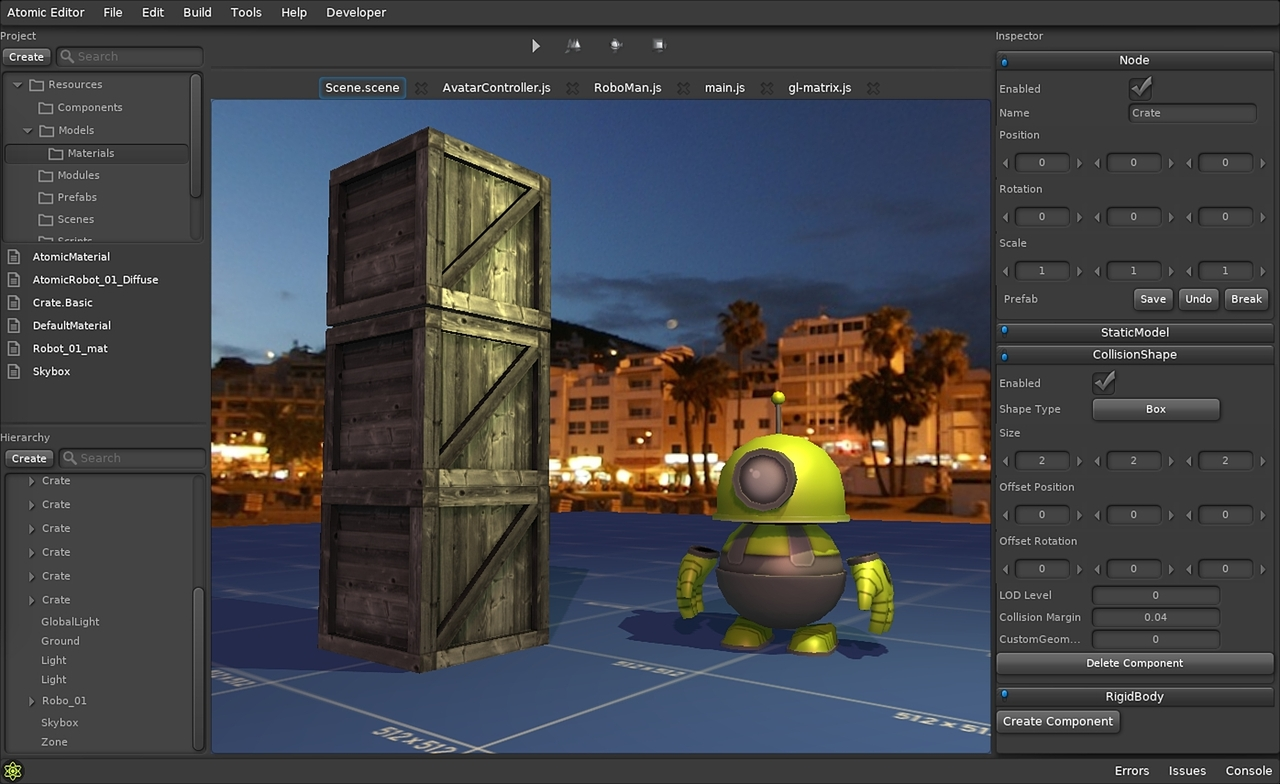 Atomic Editor File Edit Build Tools Help Developer
Project
Create Search
Resources
Components
Models
Materials
Modules
Prefabs
Scenes
Scripts
AtomicMaterial
AtomicRobot_01_Diffuse
Crate.Basic
DefaultMaterial
Robot_01_mat
Skybox
Hierarchy
Create Search
Crate
Crate
Crate
Crate
Crate
Crate
GlobalLight
Ground
Light
Light
Robo_01
Skybox
Zone
Scene.scene AvatarController.js RoboMan.js main.js gl-matrix.js
512x512
512x512
512x512
Inspector
Node
Enabled
Name Crate
Position
0 0 0
Rotation
0 0 0
Scale
1 1 1
Prefab Save Undo Break
StaticModel
CollisionShape
Enabled
Shape Type Box
Size
2 2 2
Offset Position
0 0 0
Offset Rotation
0 0 0
LOD Level 0
Collision Margin 0.04
CustomGeom... 0
Delete Component
RigidBody
Create Component
Errors Issues Console